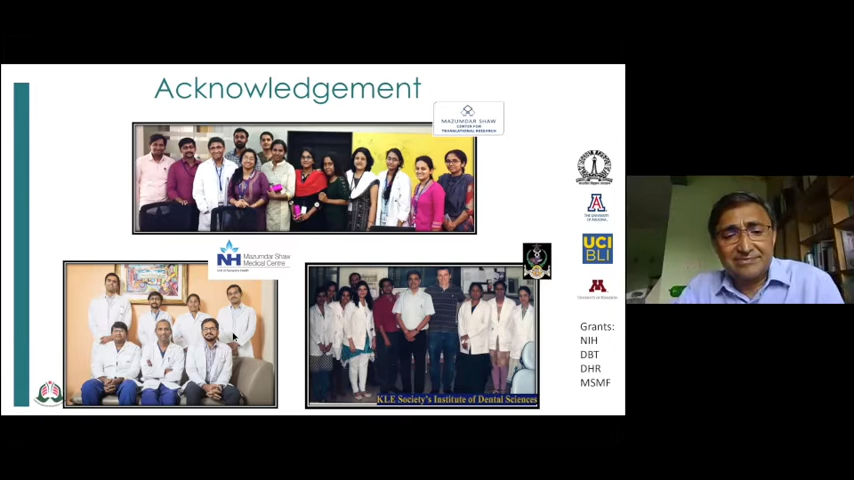 Acknowledgement
MAZUMDAR SHAW
CENTER FOR
TRANSLATIONAL RESEARCH
NH Mazumdar Shaw
Medical Centre
KLE Society's Institute of Dental Sciences
UCI
BLI
Grants:
NIH
DBT
DHR
MSMF